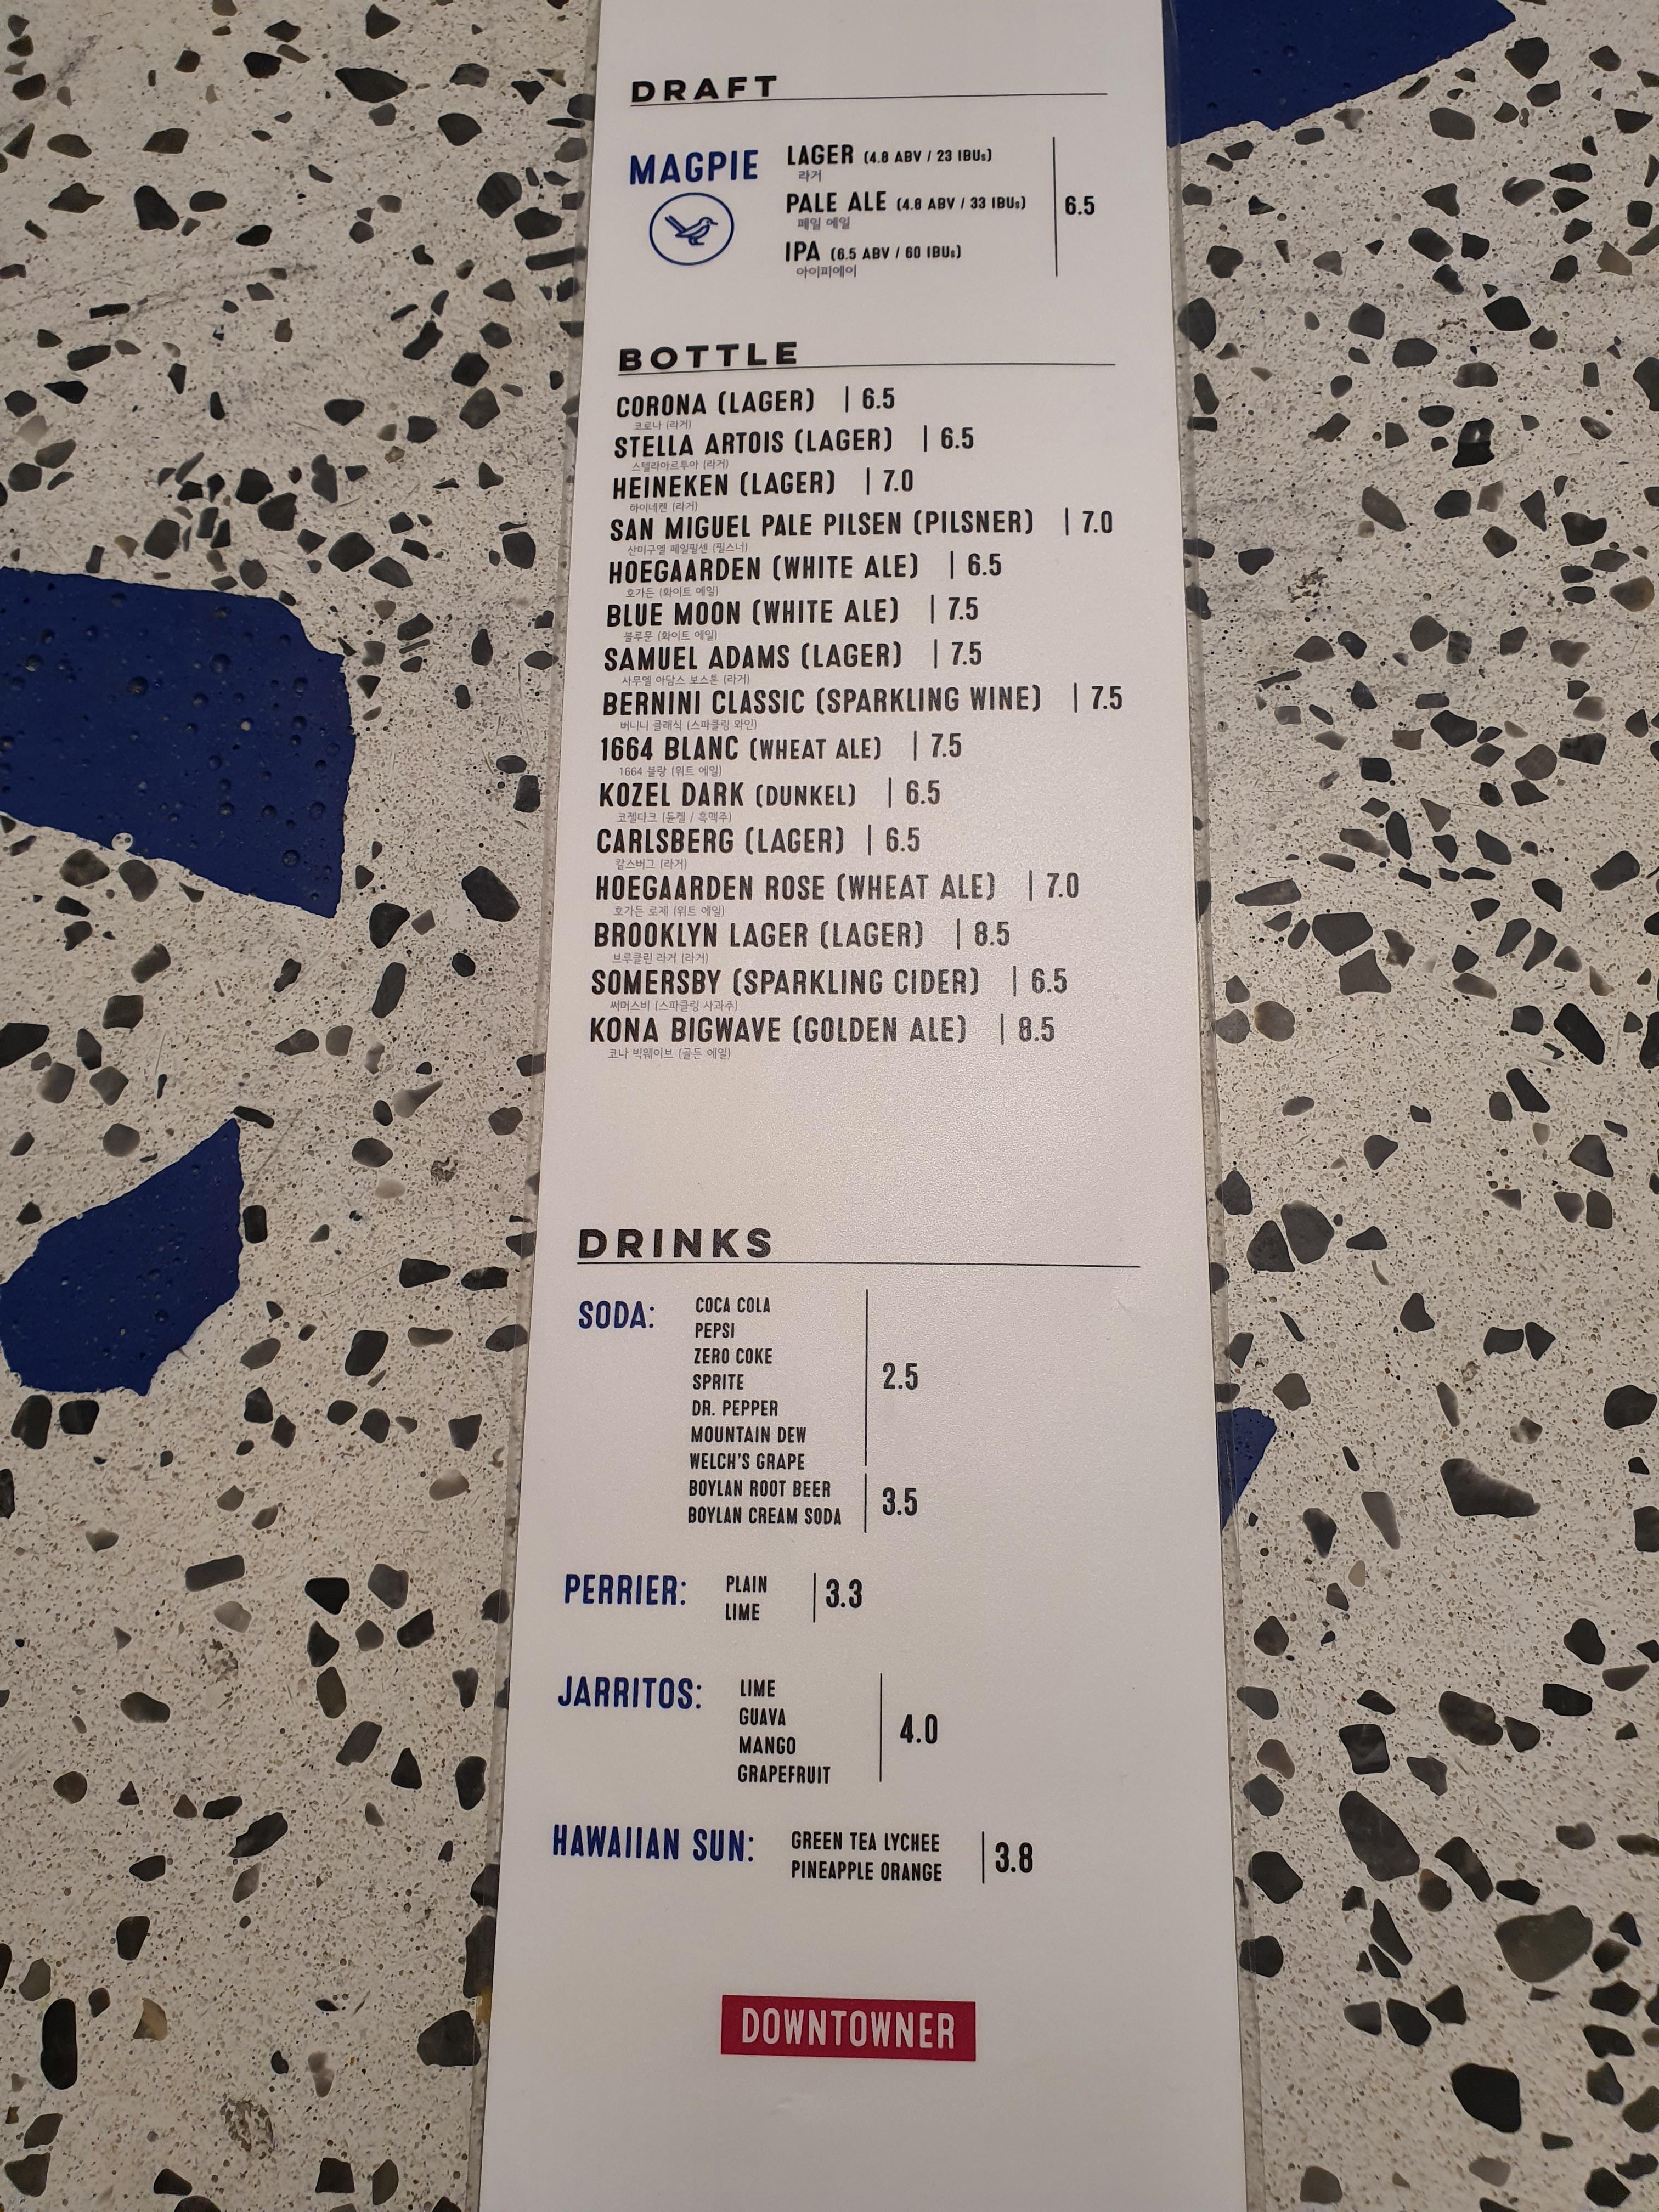 DRAFT
MAGPIE
LAGER (4.8 ABV / 23 IBUs)
라거
PALE ALE (4.8 ABV / 33 IBUs)
페일 에일
IPA (6.5 ABV / 60 IBUs)
아이피에이
6.5
BOTTLE
CORONA (LAGER) | 6.5
코로나 (라거)
STELLA ARTOIS (LAGER) | 6.5
스텔라아르투아 (라거)
HEINEKEN (LAGER) | 7.0
하이네켄 (라거)
SAN MIGUEL PALE PILSEN (PILSNER) | 7.0
산미구엘 페일필센 (필스너)
HOEGAARDEN (WHITE ALE) | 6.5
호가든 (화이트 에일)
BLUE MOON (WHITE ALE) | 7.5
블루문 (화이트 에일)
SAMUEL ADAMS (LAGER) | 7.5
사무엘 아담스 보스톤 (라거)
BERNINI CLASSIC (SPARKLING WINE) | 7.5
버니니 클래식 (스파클링 와인)
1664 BLANC (WHEAT ALE) | 7.5
1664 블랑 (위트 에일)
KOZEL DARK (DUNKEL) | 6.5
코젤다크 (둔켈 / 흑맥주)
CARLSBERG (LAGER) | 6.5
칼스버그 (라거)
HOEGAARDEN ROSE (WHEAT ALE) | 7.0
호가든 로제 (위트 에일)
BROOKLYN LAGER (LAGER) | 8.5
브루클린 라거 (라거)
SOMERSBY (SPARKLING CIDER) | 6.5
써머스비 (스파클링 사과주)
KONA BIGWAVE (GOLDEN ALE) | 8.5
코나 빅웨이브 (골든 에일)
DRINKS
SODA:
COCA COLA
PEPSI
ZERO COKE
SPRITE
DR. PEPPER
MOUNTAIN DEW
WELCH'S GRAPE
2.5
BOYLAN ROOT BEER
BOYLAN CREAM SODA
3.5
PERRIER:
PLAIN
LIME
3.3
JARRITOS:
LIME
GUAVA
MANGO
GRAPEFRUIT
4.0
HAWAIIAN SUN:
GREEN TEA LYCHEE
PINEAPPLE ORANGE
3.8
DOWNTOWNER